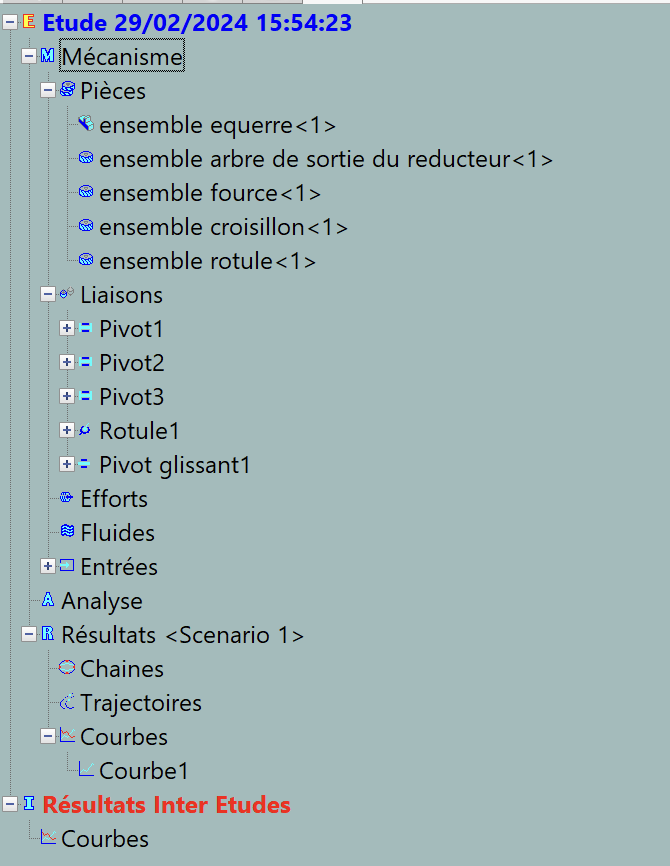 E Etude 29/02/2024 15:54:23
M Mécanisme
Pièces
ensemble equerre<1>
ensemble arbre de sortie du reducteur<1>
ensemble fource<1>
ensemble croisillon<1>
ensemble rotule<1>
Liaisons
Pivot1
Pivot2
Pivot3
Rotule1
Pivot glissant1
Efforts
Fluides
Entrées
A Analyse
R Résultats <Scenario 1>
Chaines
Trajectoires
Courbes
Courbe1
I Résultats Inter Etudes
Courbes